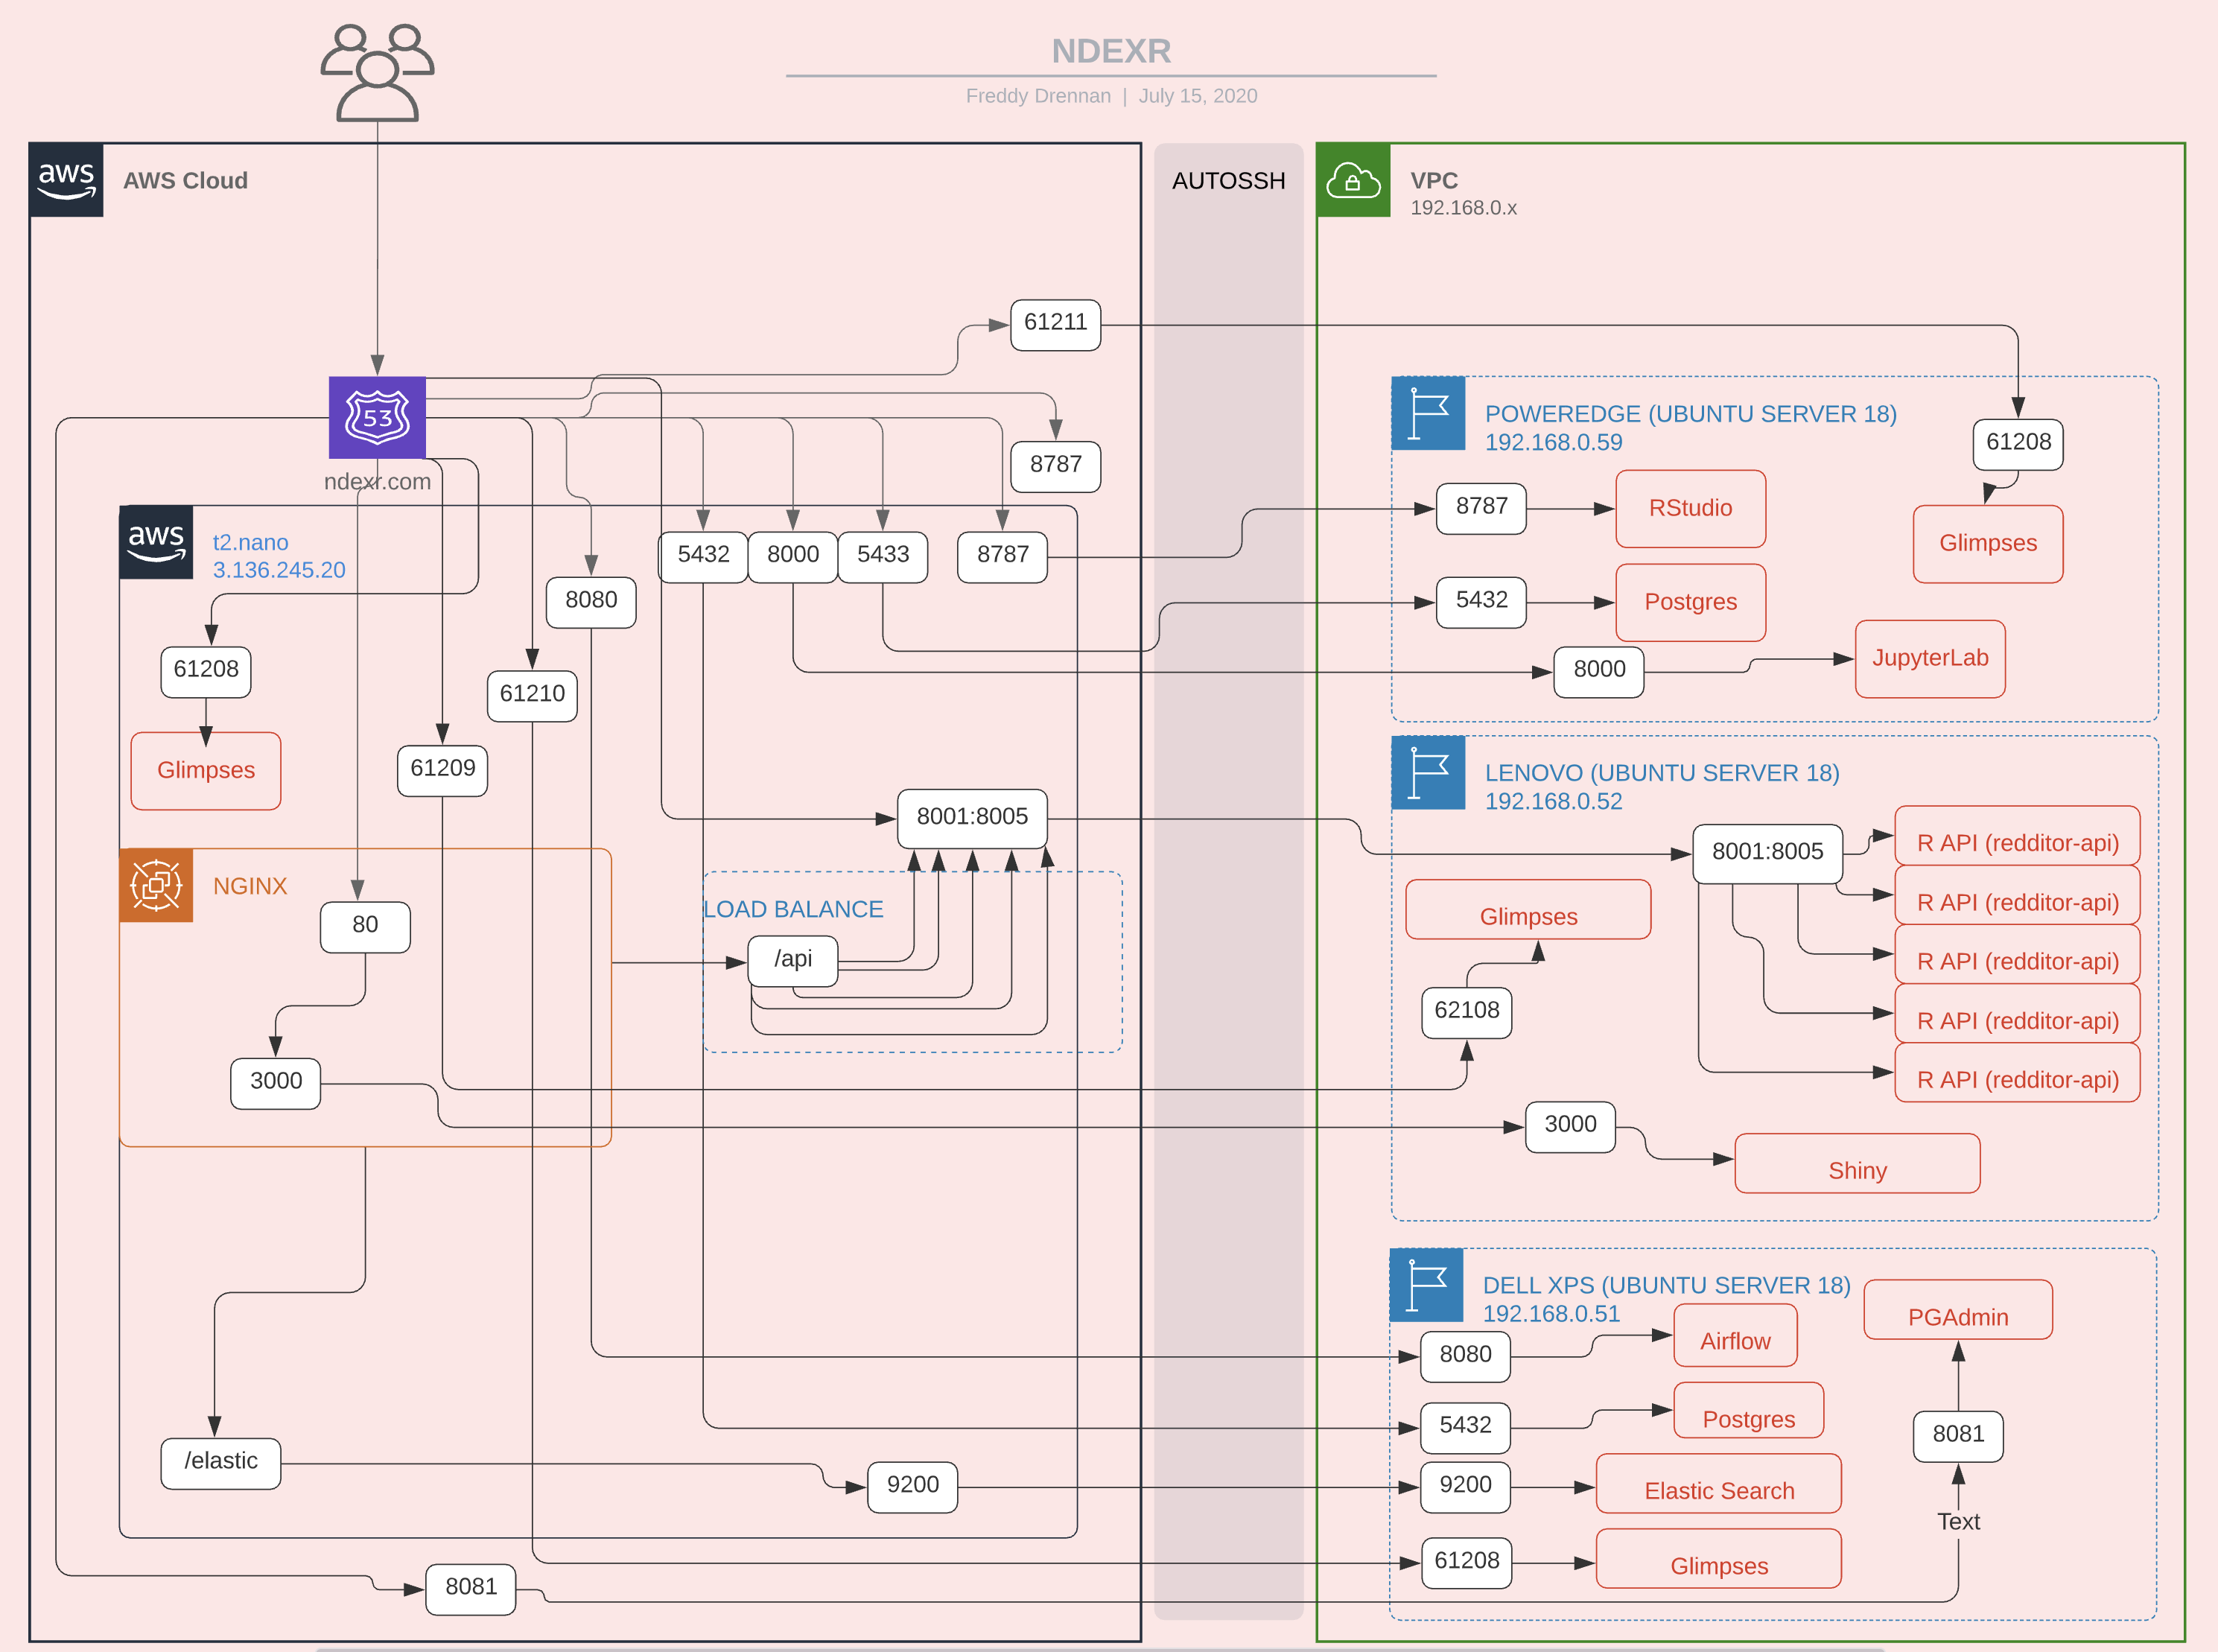 NDEXR
Freddy Drennan | July 15, 2020
aws
AWS Cloud
AUTOSSH
VPC
192.168.0.x
61211
53
ndexr.com
8787
POWEREDGE (UBUNTU SERVER 18)
192.168.0.59
61208
8787
RStudio
Glimpses
5432
Postgres
8000
JupyterLab
aws
t2.nano
3.136.245.20
5432
8000
5433
8787
8080
61208
61210
Glimpses
61209
8001:8005
LENOVO (UBUNTU SERVER 18)
192.168.0.52
8001:8005
R API (redditor-api)
R API (redditor-api)
R API (redditor-api)
R API (redditor-api)
R API (redditor-api)
Glimpses
62108
3000
Shiny
NGINX
80
3000
LOAD BALANCE
/api
DELL XPS (UBUNTU SERVER 18)
192.168.0.51
PGAdmin
8080
Airflow
5432
Postgres
8081
9200
Elastic Search
Text
61208
Glimpses
/elastic
9200
8081